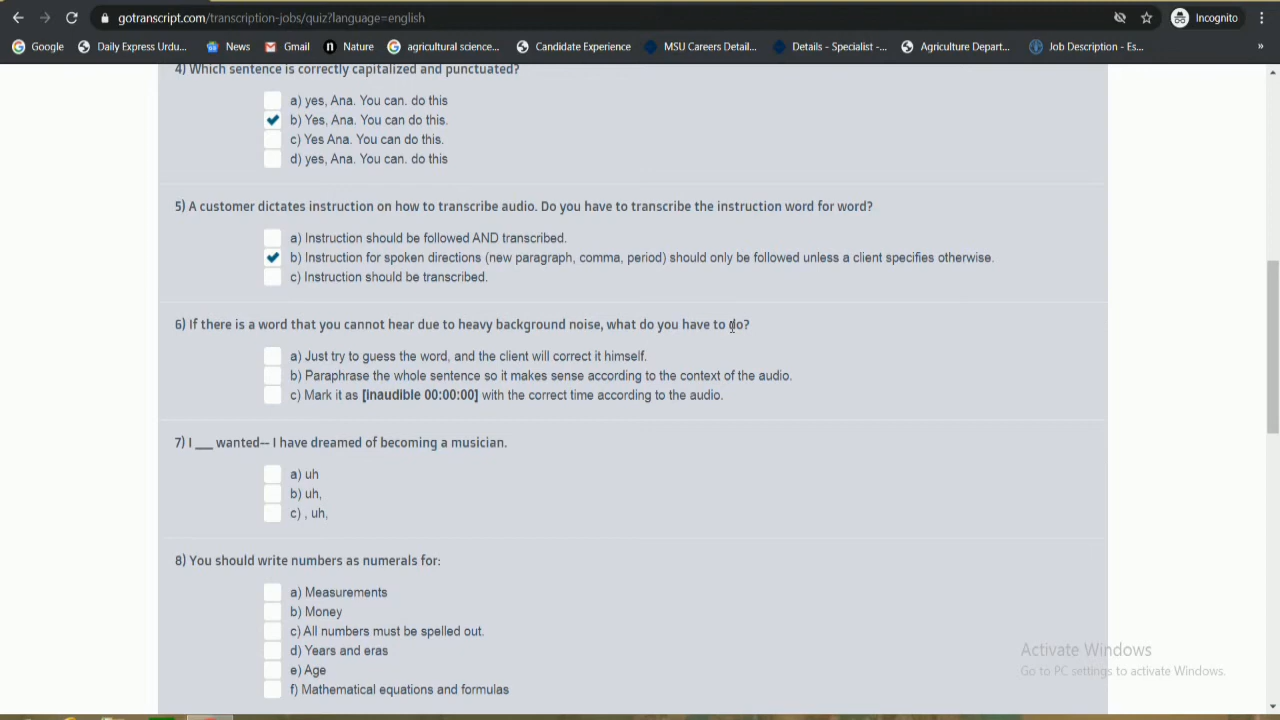 gotranscript.com/transcription-jobs/quiz?language=english
Incognito
Google Daily Express Urdu... News Gmail Nature agricultural science... Candidate Experience MSU Careers Detail... Details - Specialist -... Agriculture Depart... Job Description - Es... »
4) Which sentence is correctly capitalized and punctuated?
a) yes, Ana. You can. do this
b) Yes, Ana. You can do this.
c) Yes Ana. You can do this.
d) yes, Ana. You can. do this
5) A customer dictates instruction on how to transcribe audio. Do you have to transcribe the instruction word for word?
a) Instruction should be followed AND transcribed.
b) Instruction for spoken directions (new paragraph, comma, period) should only be followed unless a client specifies otherwise.
c) Instruction should be transcribed.
6) If there is a word that you cannot hear due to heavy background noise, what do you have to do?
a) Just try to guess the word, and the client will correct it himself.
b) Paraphrase the whole sentence so it makes sense according to the context of the audio.
c) Mark it as [inaudible 00:00:00] with the correct time according to the audio.
7) I ___ wanted-- I have dreamed of becoming a musician.
a) uh
b) uh,
c) , uh,
8) You should write numbers as numerals for:
a) Measurements
b) Money
c) All numbers must be spelled out.
d) Years and eras
e) Age
f) Mathematical equations and formulas
Activate Windows
Go to PC settings to activate Windows.